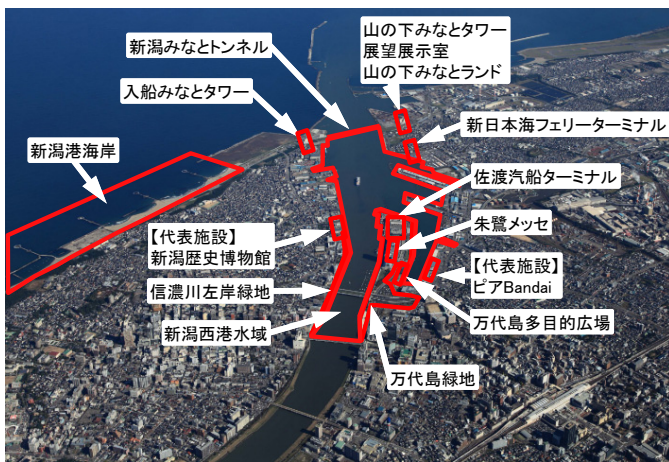 山の下みなとタワー
展望展示室
山の下みなとランド
新潟みなとトンネル
入船みなとタワー
新日本海フェリーターミナル
新潟港海岸
佐渡汽船ターミナル
朱鷺メッセ
【代表施設】
新潟歴史博物館
【代表施設】
ピアBandai
信濃川左岸緑地
万代島多目的広場
新潟西港水域
万代島緑地